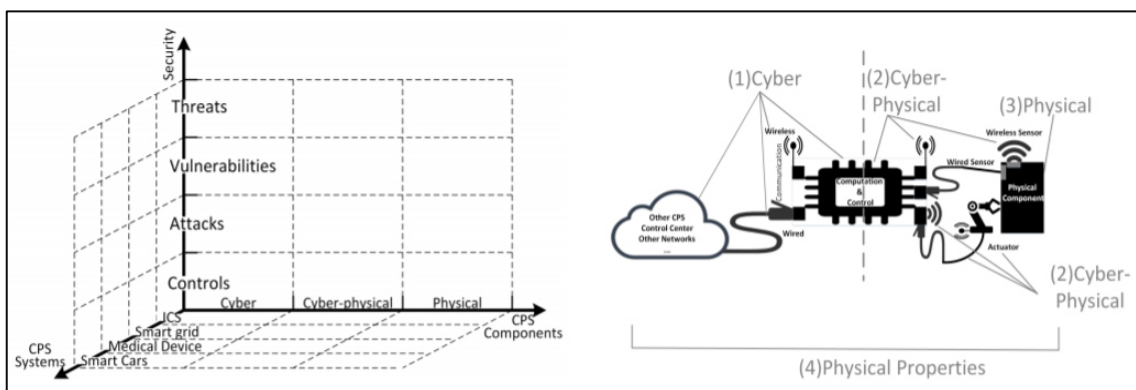 Security
Threats
Vulnerabilities
Attacks
Controls
Cyber
Cyber-physical
Physical
CPS
Components
ICS
Smart grid
Medical Device
Smart Cars
CPS
Systems
(1)Cyber
(2)Cyber-
Physical
(3)Physical
Wireless
Wireless Sensor
Communication
Wired Sensor
Computation
&
Control
Physical
Component
Other CPS
Control Center
Other Networks
...
Wired
Actuator
(2)Cyber-
Physical
(4)Physical Properties